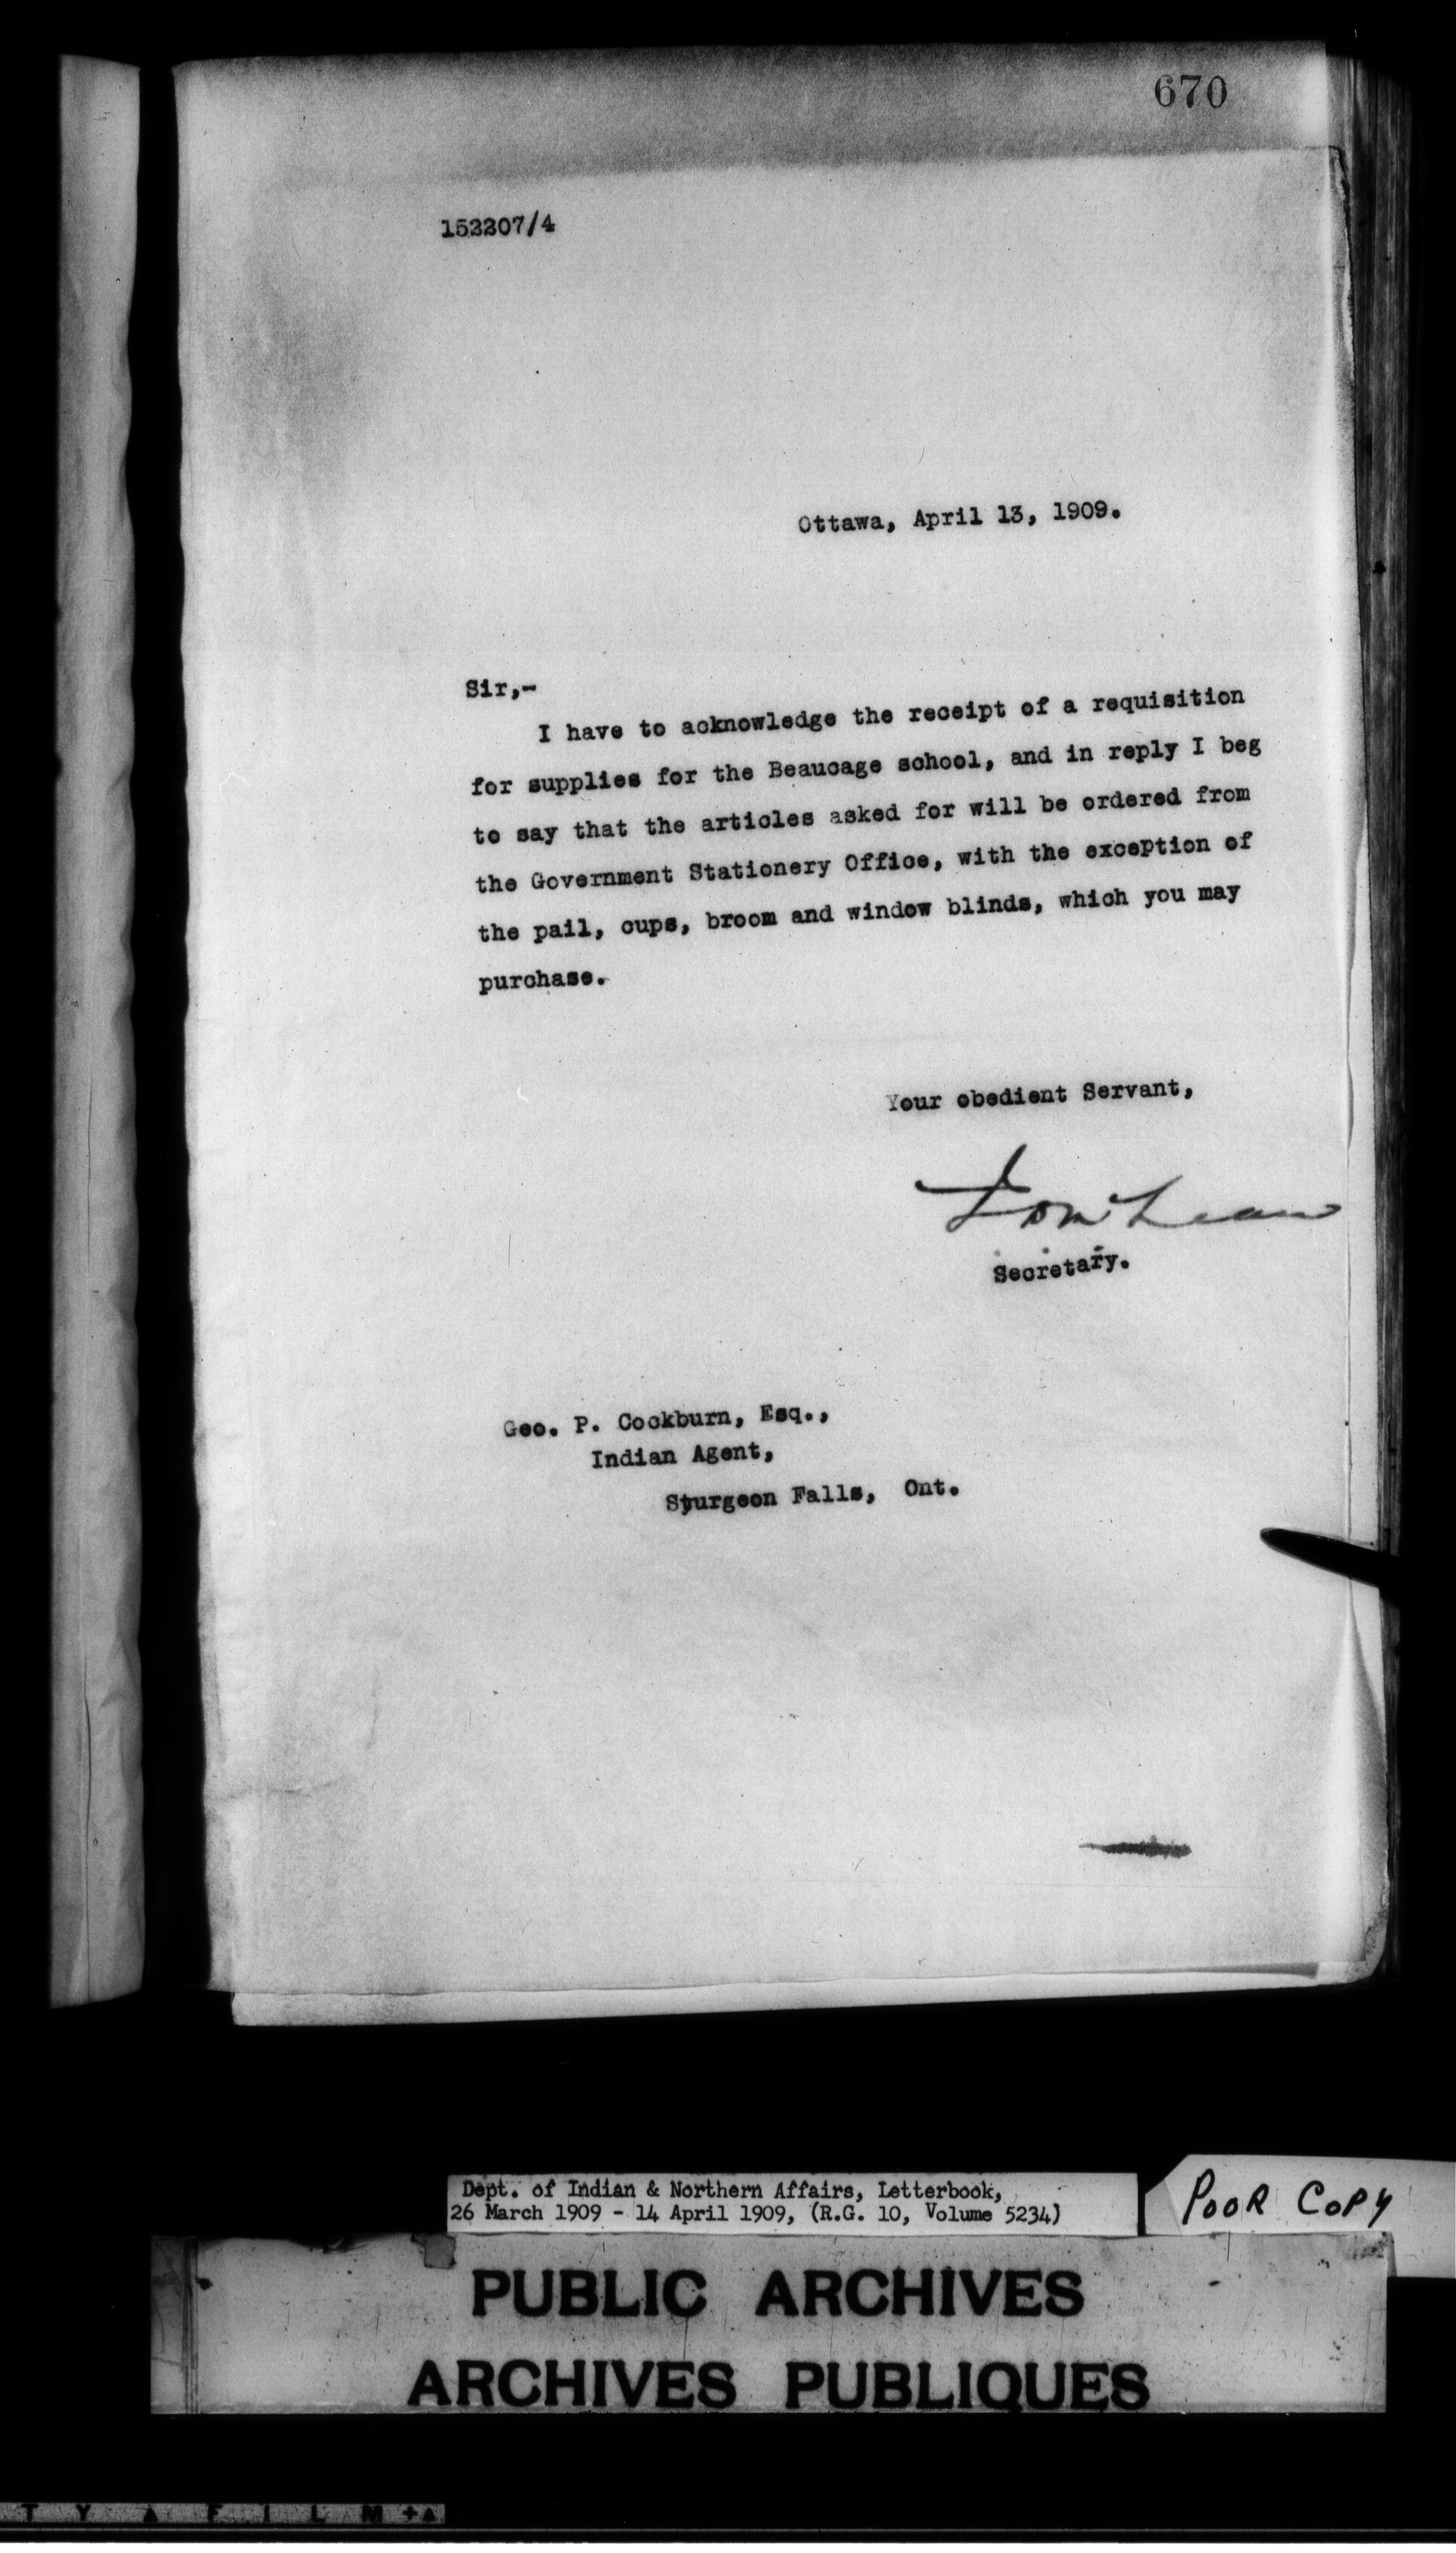 670
152207/4
Ottawa, April 13, 1909.
Sir,-
I have to acknowledge the receipt of a requisition
for supplies for the Beaucage school, and in reply I beg
to say that the articles asked for will be ordered from
the Government Stationery Office, with the exception of
the pail, cups, broom and window blinds, which you may
purchase.
Your obedient Servant,
Secretary.
Geo. P. Cockburn, Esq.,
Indian Agent,
Sturgeon Falls, Ont.
Dept. of Indian & Northern Affairs, Letterbook,
26 March 1909 - 14 April 1909, (R.G. 10, Volume 5234)
POOR COPY
PUBLIC ARCHIVES
ARCHIVES PUBLIQUES
T Y A F I L M + A